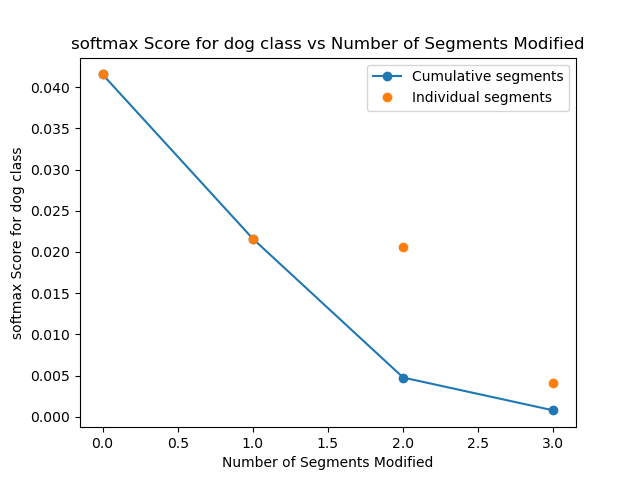 softmax Score for dog class vs Number of Segments Modified
Cumulative segments
Individual segments
softmax Score for dog class
0.040
0.035
0.030
0.025
0.020
0.015
0.010
0.005
0.000
0.0 0.5 1.0 1.5 2.0 2.5 3.0
Number of Segments Modified